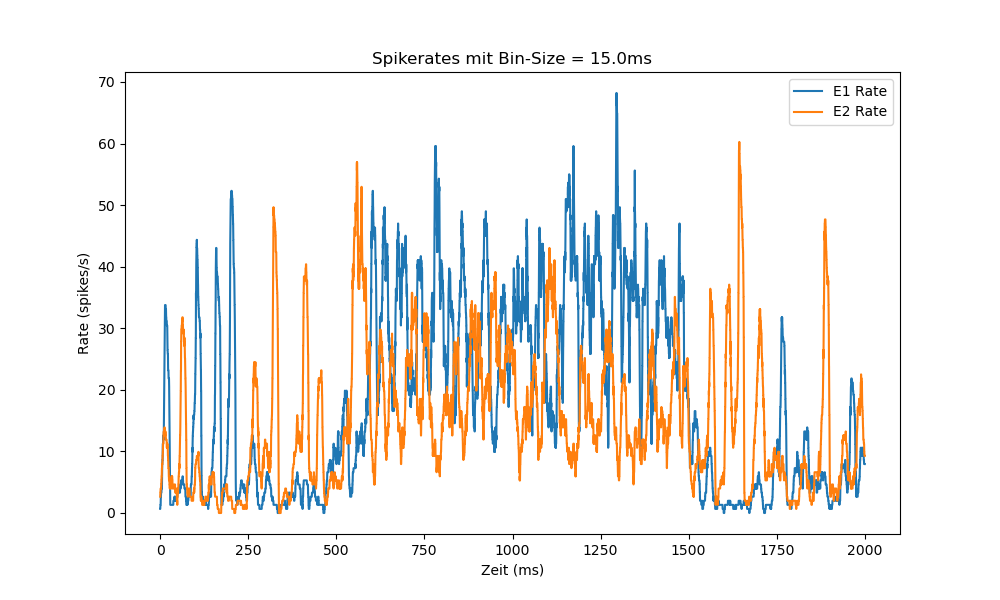 Spikerates mit Bin-Size = 15.0ms
E1 Rate
E2 Rate
Rate (spikes/s)
70
60
50
40
30
20
10
0
0 250 500 750 1000 1250 1500 1750 2000
Zeit (ms)